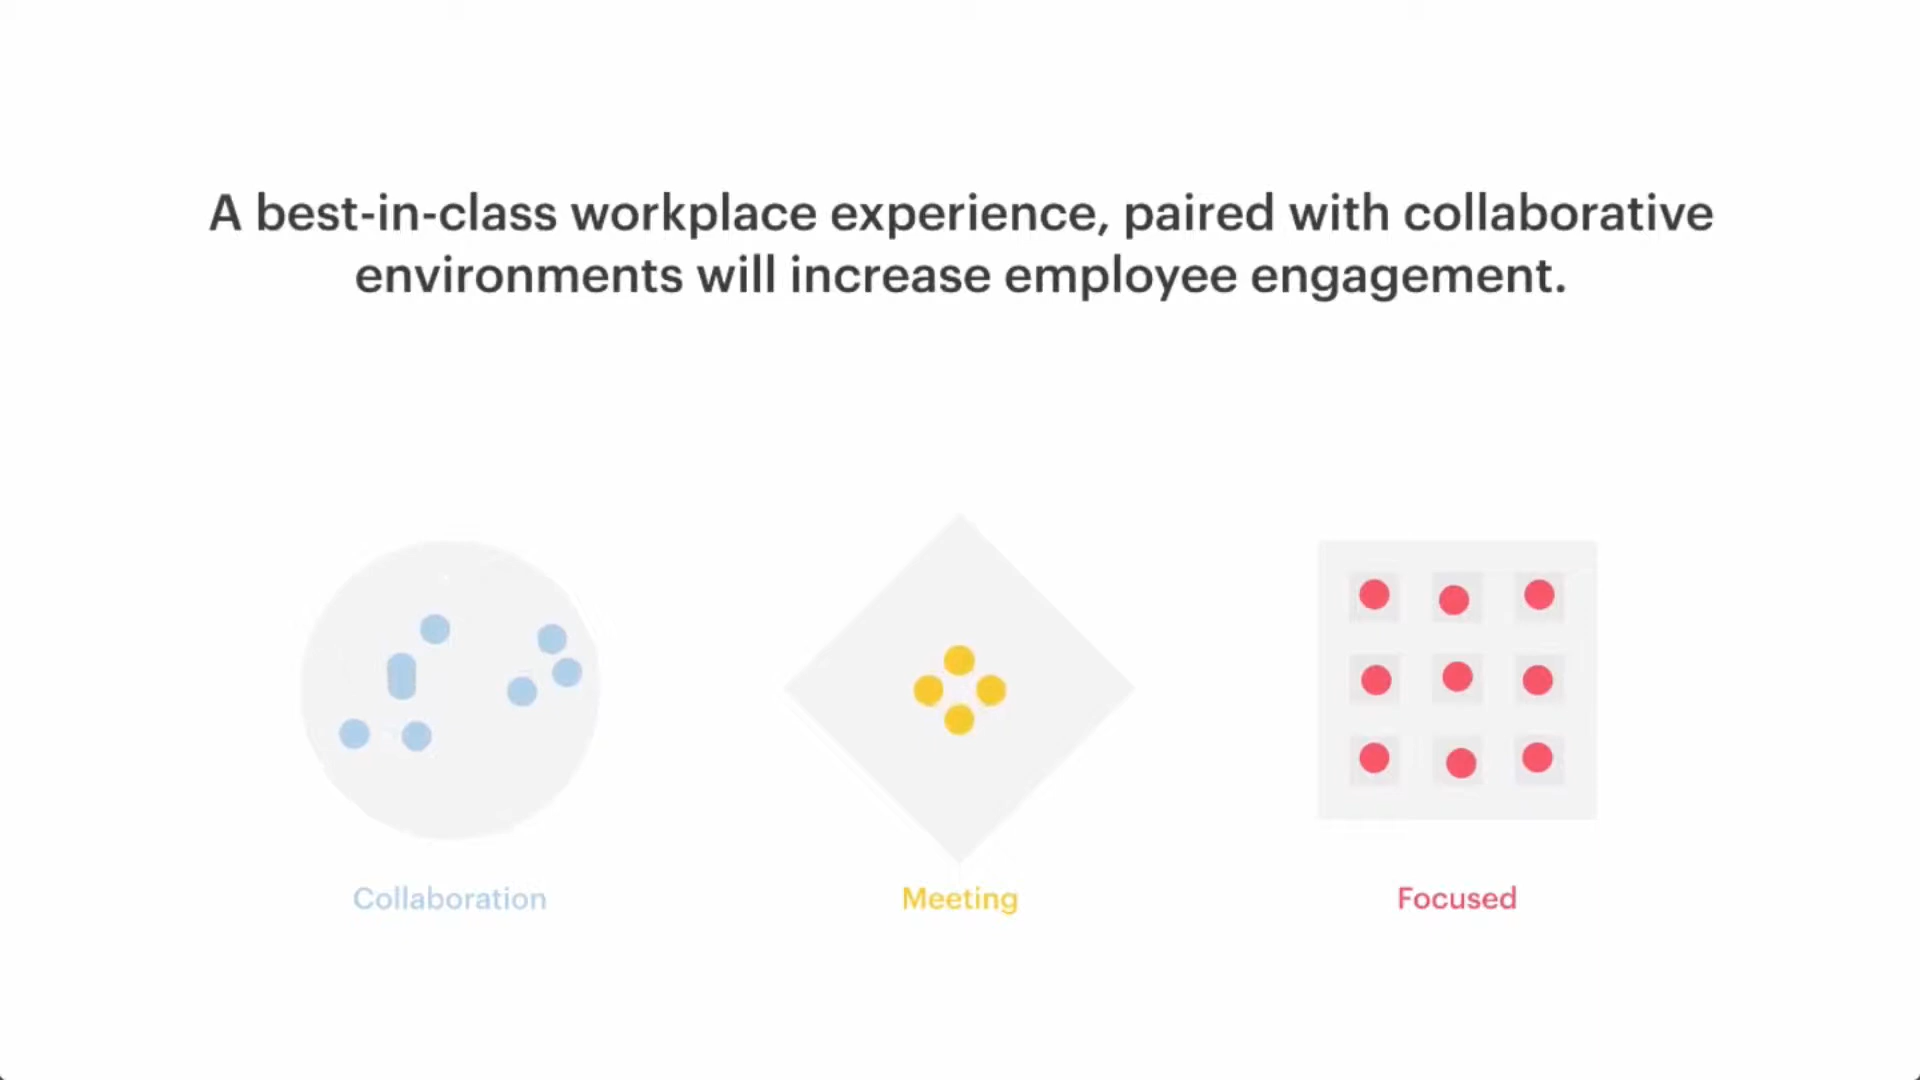 A best-in-class workplace experience, paired with collaborative
environments will increase employee engagement.
Collaboration
Meeting
Focused